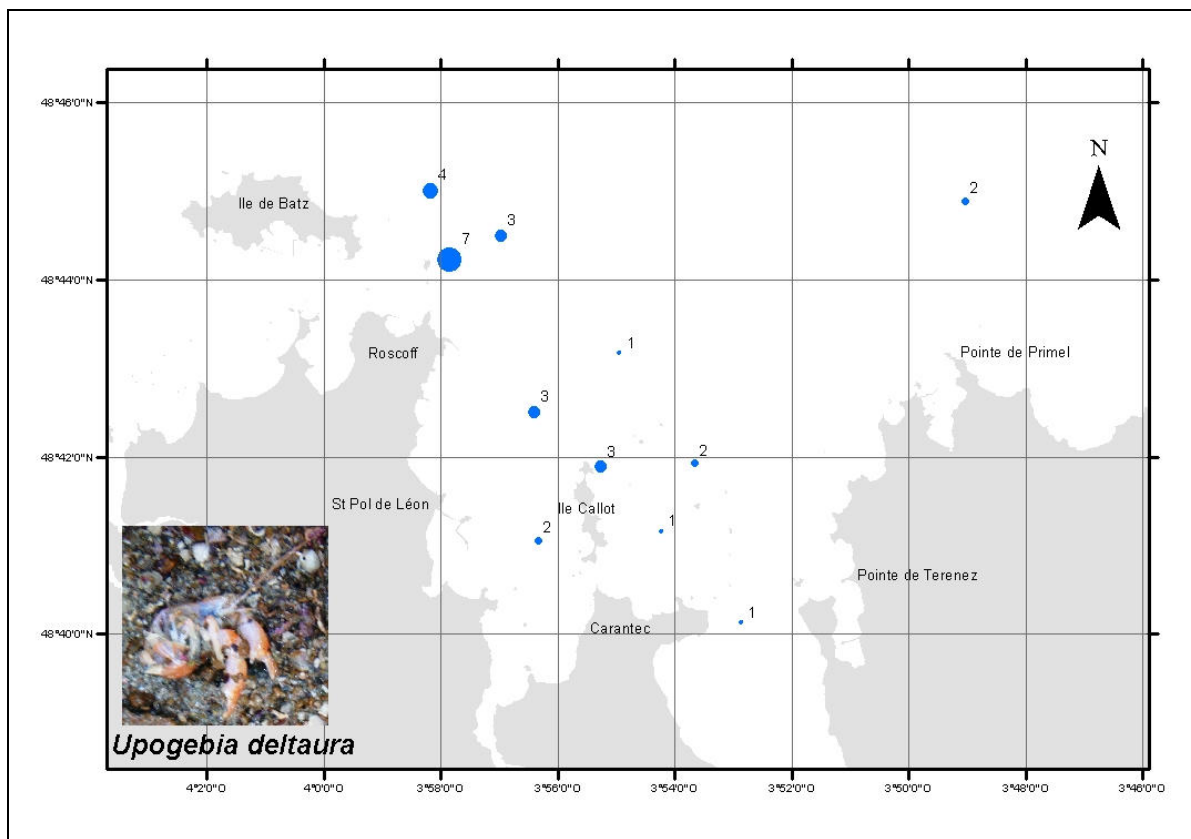 48°46'0"N
N
4
2
Ile de Batz
3
7
48°44'0"N
1
Roscoff
Pointe de Primel
3
48°42'0"N
3
2
St Pol de Léon
Ile Callot
1
2
Pointe de Terenez
1
Carantec
48°40'0"N
Upogebia deltaura
4°2'0"O
4°0'0"O
3°58'0"O
3°56'0"O
3°54'0"O
3°52'0"O
3°50'0"O
3°48'0"O
3°46'0"O